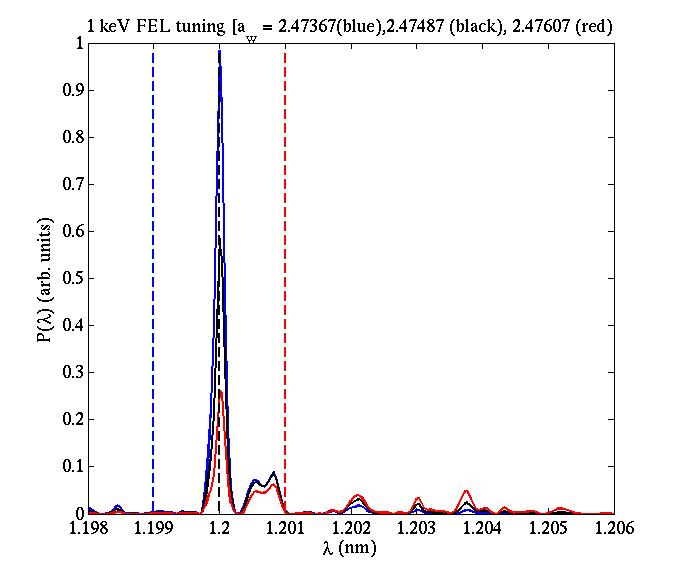 1 keV FEL tuning [a_w = 2.47367(blue),2.47487 (black), 2.47607 (red)
1
0.9
0.8
0.7
0.6
0.5
0.4
0.3
0.2
0.1
0
P(λ) (arb. units)
1.198 1.199 1.2 1.201 1.202 1.203 1.204 1.205 1.206
λ (nm)